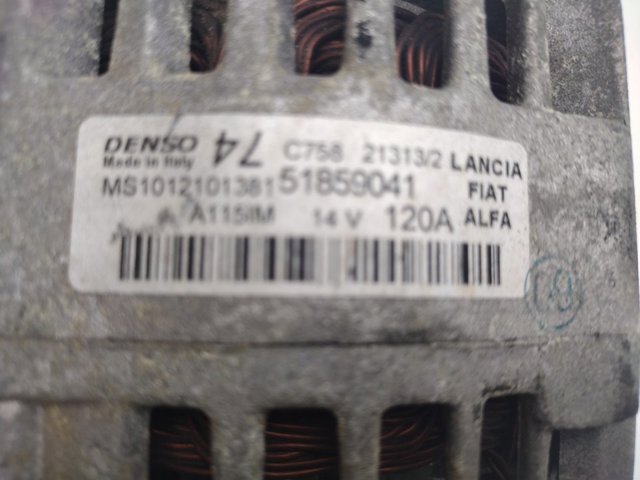 DENSO 74 C758 21313/2 LANCIA
Made in Italy
MS1012101381 51859041 FIAT
A A115IM 14 V 120A ALFA